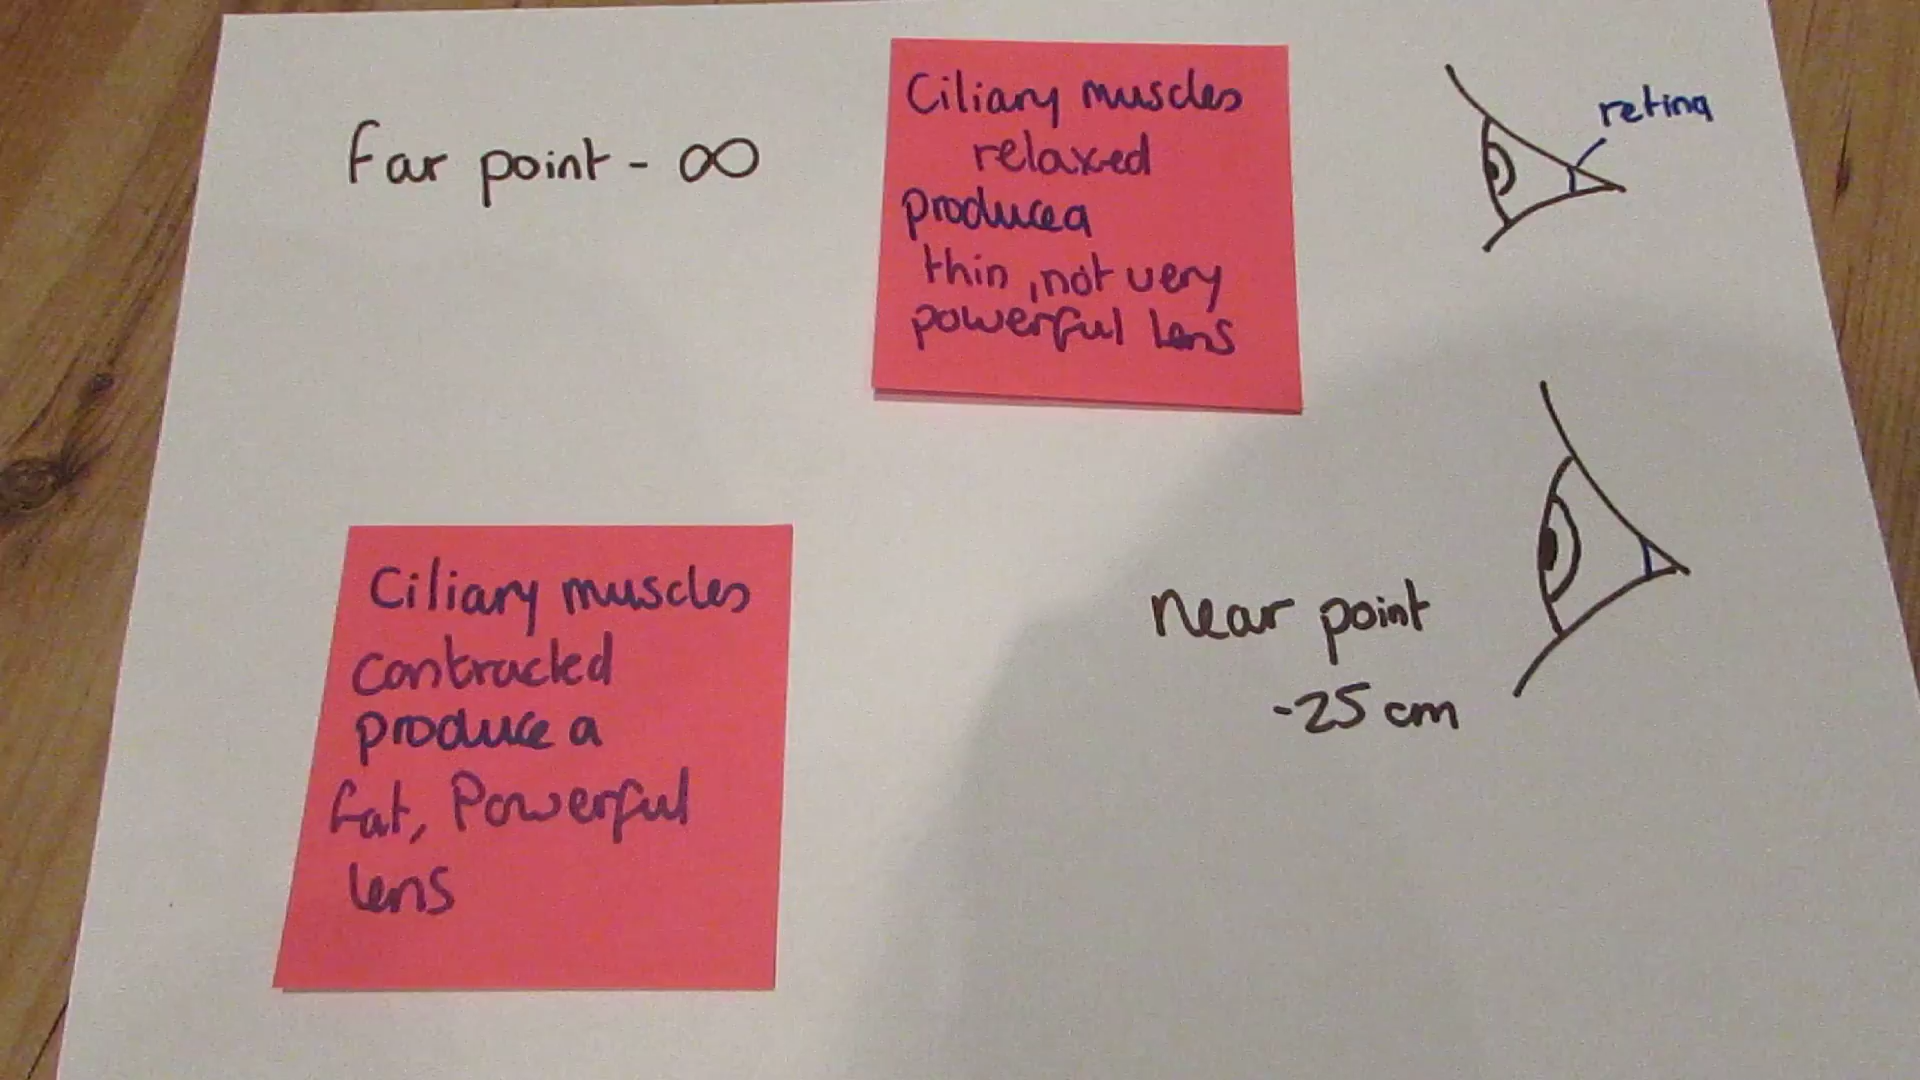 far point - ∞
Ciliary muscles
relaxed
produce a
thin, not very
powerful lens
retina
Ciliary muscles
contracted
produce a
fat, Powerful
lens
Near point
-25 cm